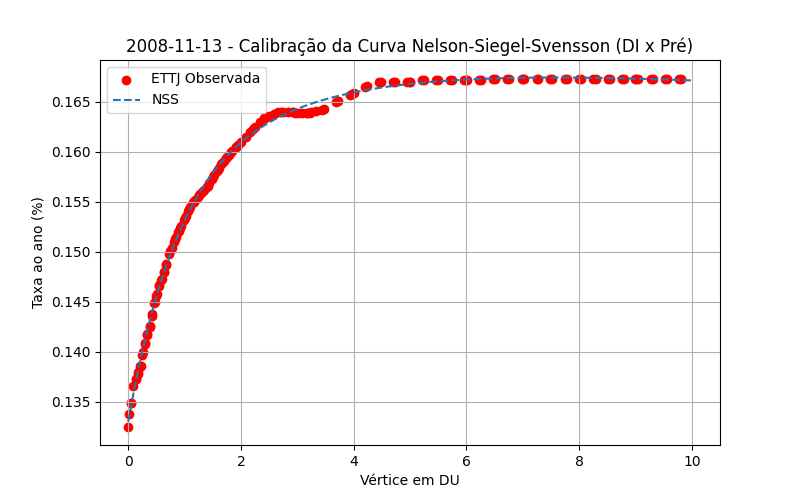 2008-11-13 - Calibração da Curva Nelson-Siegel-Svensson (DI x Pré)
ETTJ Observada
NSS
Taxa ao ano (%)
0.165
0.160
0.155
0.150
0.145
0.140
0.135
0 2 4 6 8 10
Vértice em DU